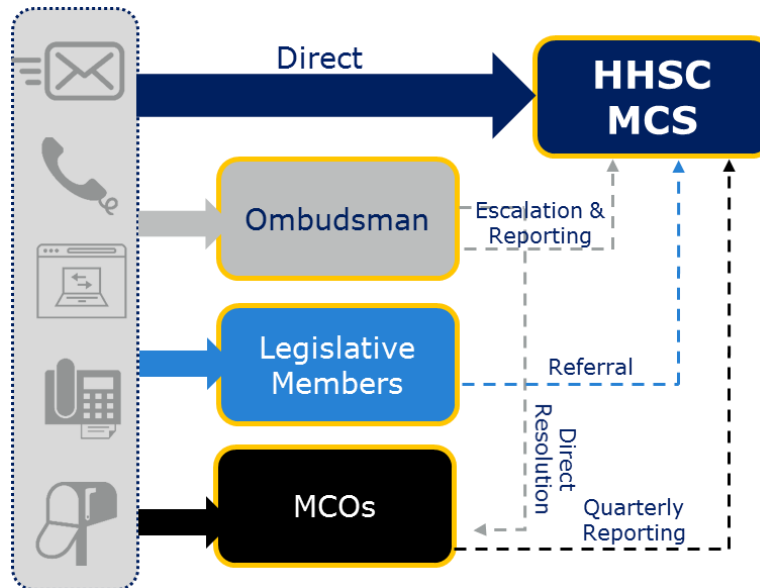 Direct
HHSC
MCS
Ombudsman
Escalation &
Reporting
Legislative
Members
Referral
Direct
Resolution
MCOs
Quarterly
Reporting